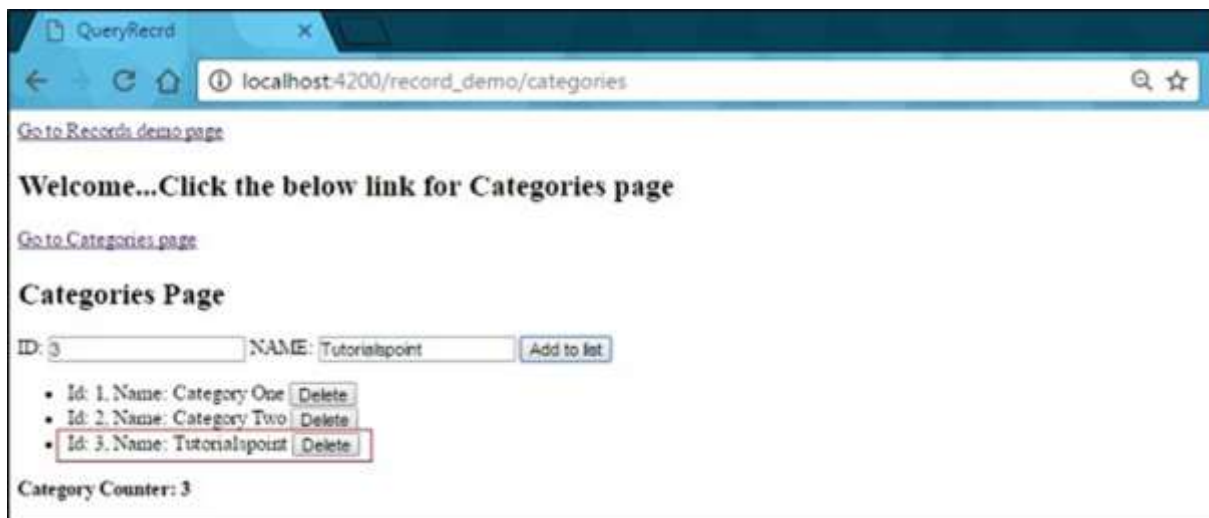 QueryRecrd
localhost:4200/record_demo/categories
Go to Records demo page
Welcome...Click the below link for Categories page
Go to Categories page
Categories Page
ID: 3 NAME: Tutorialspoint Add to list
Id: 1, Name: Category One Delete
Id: 2, Name: Category Two Delete
Id: 3, Name: Tutorialspoint Delete
Category Counter: 3